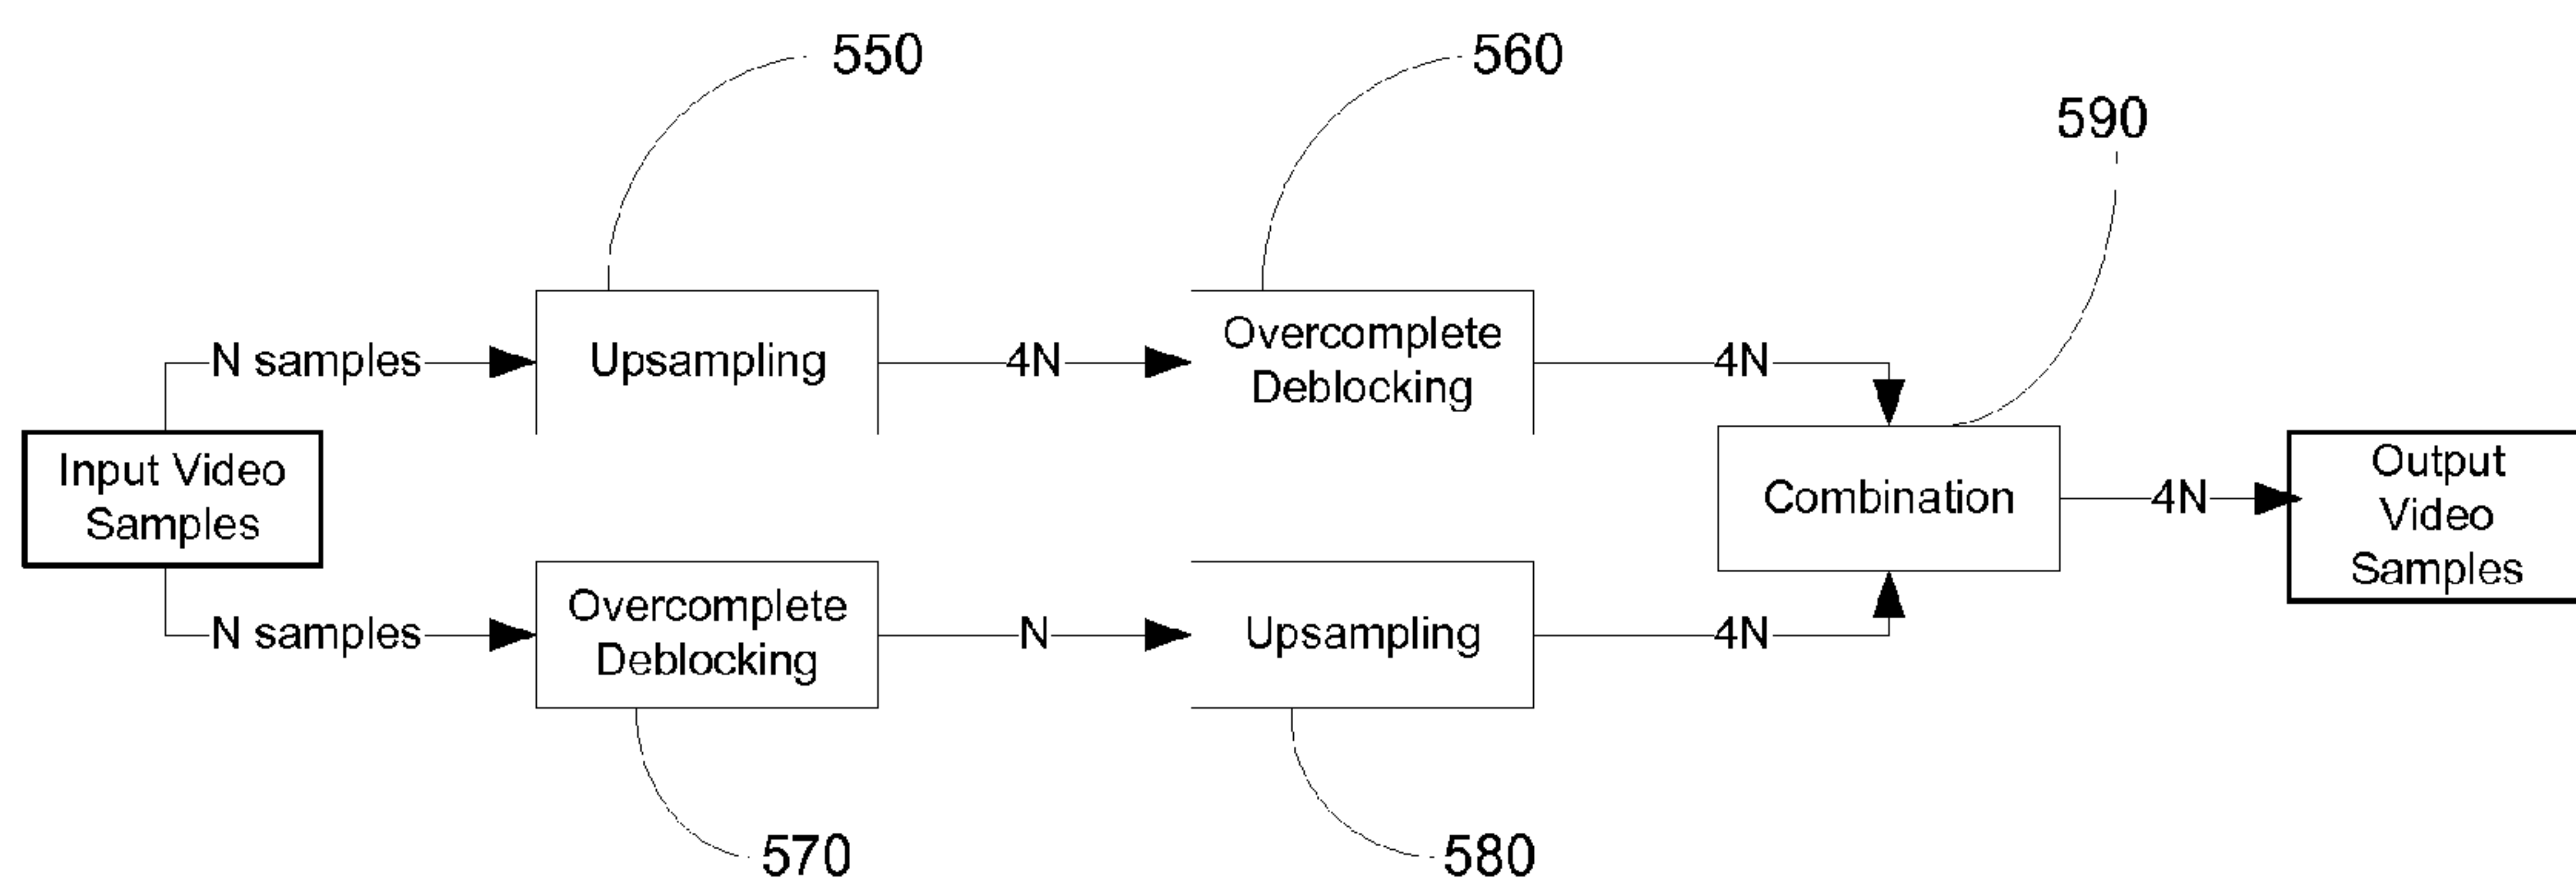 550
560
590
N samples
Upsampling
4N
Overcomplete
Deblocking
4N
Input Video
Samples
Combination
4N
Output
Video
Samples
N samples
Overcomplete
Deblocking
N
Upsampling
4N
570
580